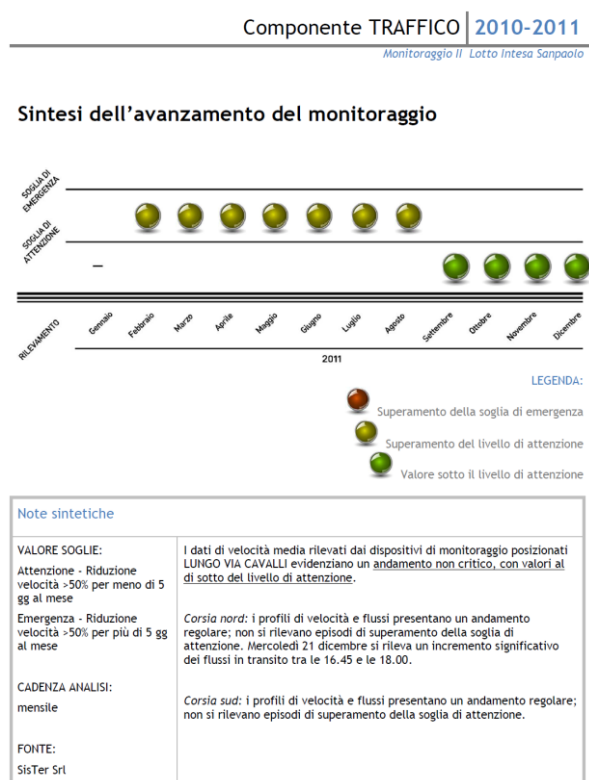 Componente TRAFFICO 2010-2011
Monitoraggio II Lotto Intesa Sanpaolo
Sintesi dell'avanzamento del monitoraggio
SOGLIA DI
EMERGENZA
SOGLIA DI
ATTENZIONE
–
RILEVAMENTO
Gennaio
Febbraio
Marzo
Aprile
Maggio
Giugno
Luglio
Agosto
Settembre
Ottobre
Novembre
Dicembre
2011
LEGENDA:
Superamento della soglia di emergenza
Superamento del livello di attenzione
Valore sotto il livello di attenzione
Note sintetiche
VALORE SOGLIE:
Attenzione - Riduzione
velocità >50% per meno di 5
gg al mese
Emergenza - Riduzione
velocità >50% per più di 5 gg
al mese
CADENZA ANALISI:
mensile
FONTE:
SisTer Srl
I dati di velocità media rilevati dai dispositivi di monitoraggio posizionati
LUNGO VIA CAVALLI evidenziano un andamento non critico, con valori al
di sotto del livello di attenzione.
Corsia nord: i profili di velocità e flussi presentano un andamento
regolare; non si rilevano episodi di superamento della soglia di
attenzione. Mercoledì 21 dicembre si rileva un incremento significativo
dei flussi in transito tra le 16.45 e le 18.00.
Corsia sud: i profili di velocità e flussi presentano un andamento regolare;
non si rilevano episodi di superamento della soglia di attenzione.